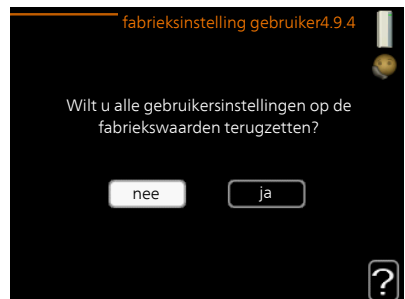 fabrieksinstelling gebruiker4.9.4
Wilt u alle gebruikersinstellingen op de
fabriekswaarden terugzetten?
nee
ja
?